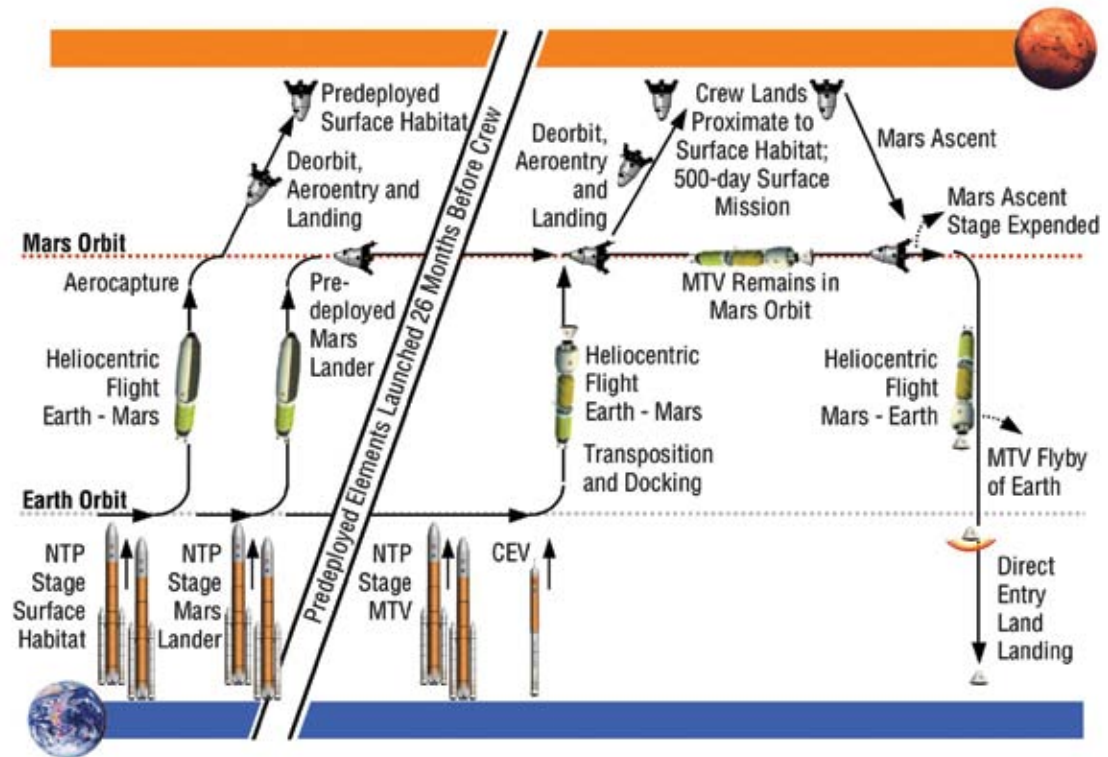 Predeployed
Surface Habitat
Deorbit,
Aeroentry and
Landing
Mars Orbit
Aerocapture
Pre-
deployed
Mars
Lander
Heliocentric
Flight
Earth - Mars
Earth Orbit
NTP
Stage
Surface
Habitat
NTP
Stage
Mars
Lander
Predeployed Elements Launched 26 Months Before Crew
Deorbit,
Aeroentry
and
Landing
Crew Lands
Proximate to
Surface Habitat;
500-day Surface
Mission
Mars Ascent
Mars Ascent
Stage Expended
MTV Remains in
Mars Orbit
Heliocentric
Flight
Earth - Mars
Transposition
and Docking
NTP
Stage
MTV
CEV
Heliocentric
Flight
Mars - Earth
MTV Flyby
of Earth
Direct
Entry
Land
Landing